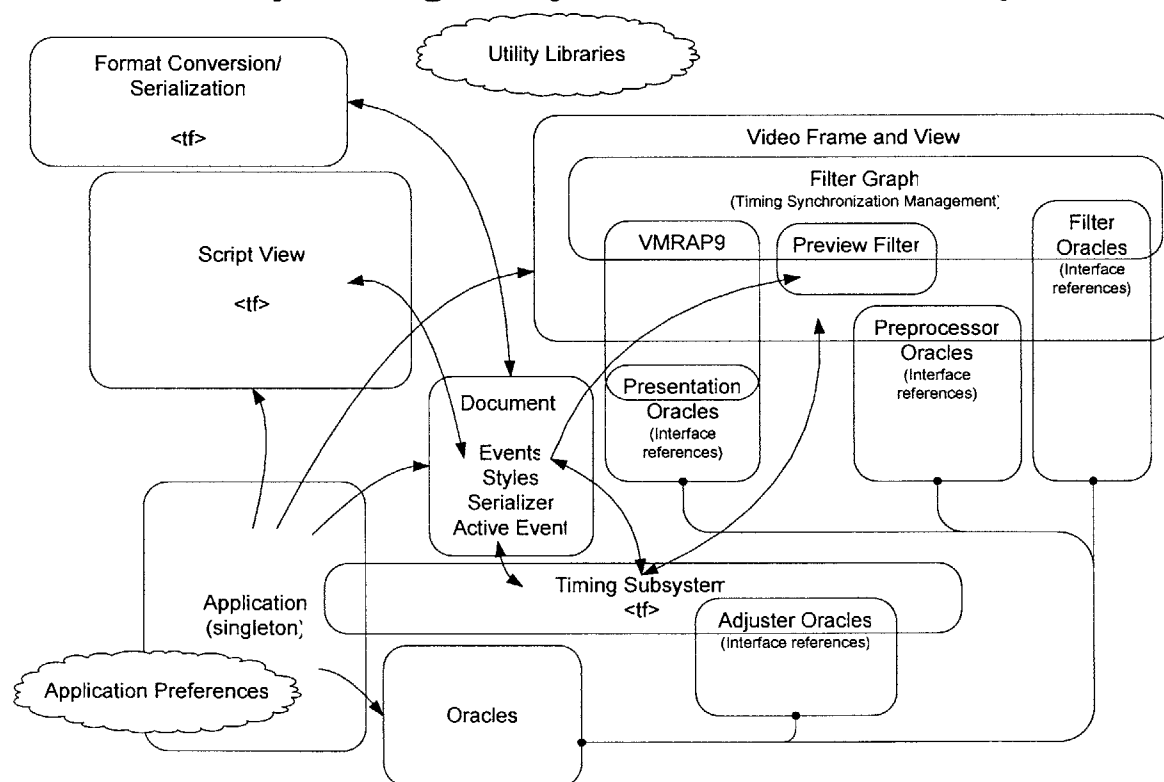 Utility Libraries
Format Conversion/
Serialization
<tf>
Video Frame and View
Filter Graph
(Timing Synchronization Management)
VMRAP9
Preview Filter
Filter
Oracles
(Interface
references)
Script View
<tf>
Preprocessor
Oracles
(Interface
references)
Presentation
Oracles
(Interface
references)
Document
Events
Styles
Serializer
Active Event
Timing Subsystem
<tf>
Adjuster Oracles
(Interface references)
Application
(singleton)
Application Preferences
Oracles